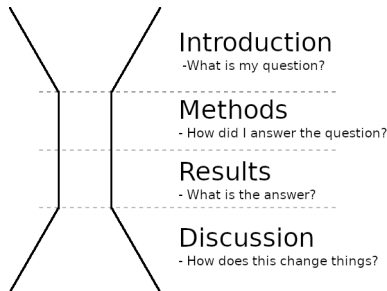 Introduction
-What is my question?
Methods
- How did I answer the question?
Results
- What is the answer?
Discussion
- How does this change things?